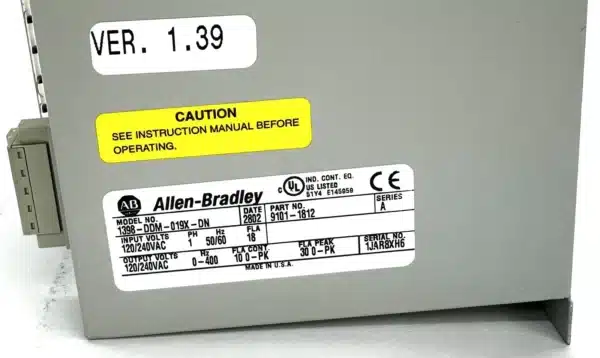 VER. 1.39
CAUTION
SEE INSTRUCTION MANUAL BEFORE
OPERATING.
AB Allen-Bradley
C UL US IND. CONT. EQ. LISTED
51Y4 E145959
CE
MODEL NO. DATE PART NO. SERIES
1398-DDM-019X-DN 2802 9101-1812 A
INPUT VOLTS PH Hz FLA
120/240VAC 1 50/60 18
OUTPUT VOLTS Hz FLA CONT. FLA PEAK SERIAL NO.
120/240VAC 0-400 10 0-PK 30 0-PK 1JAR8XH6
MADE IN U.S.A.